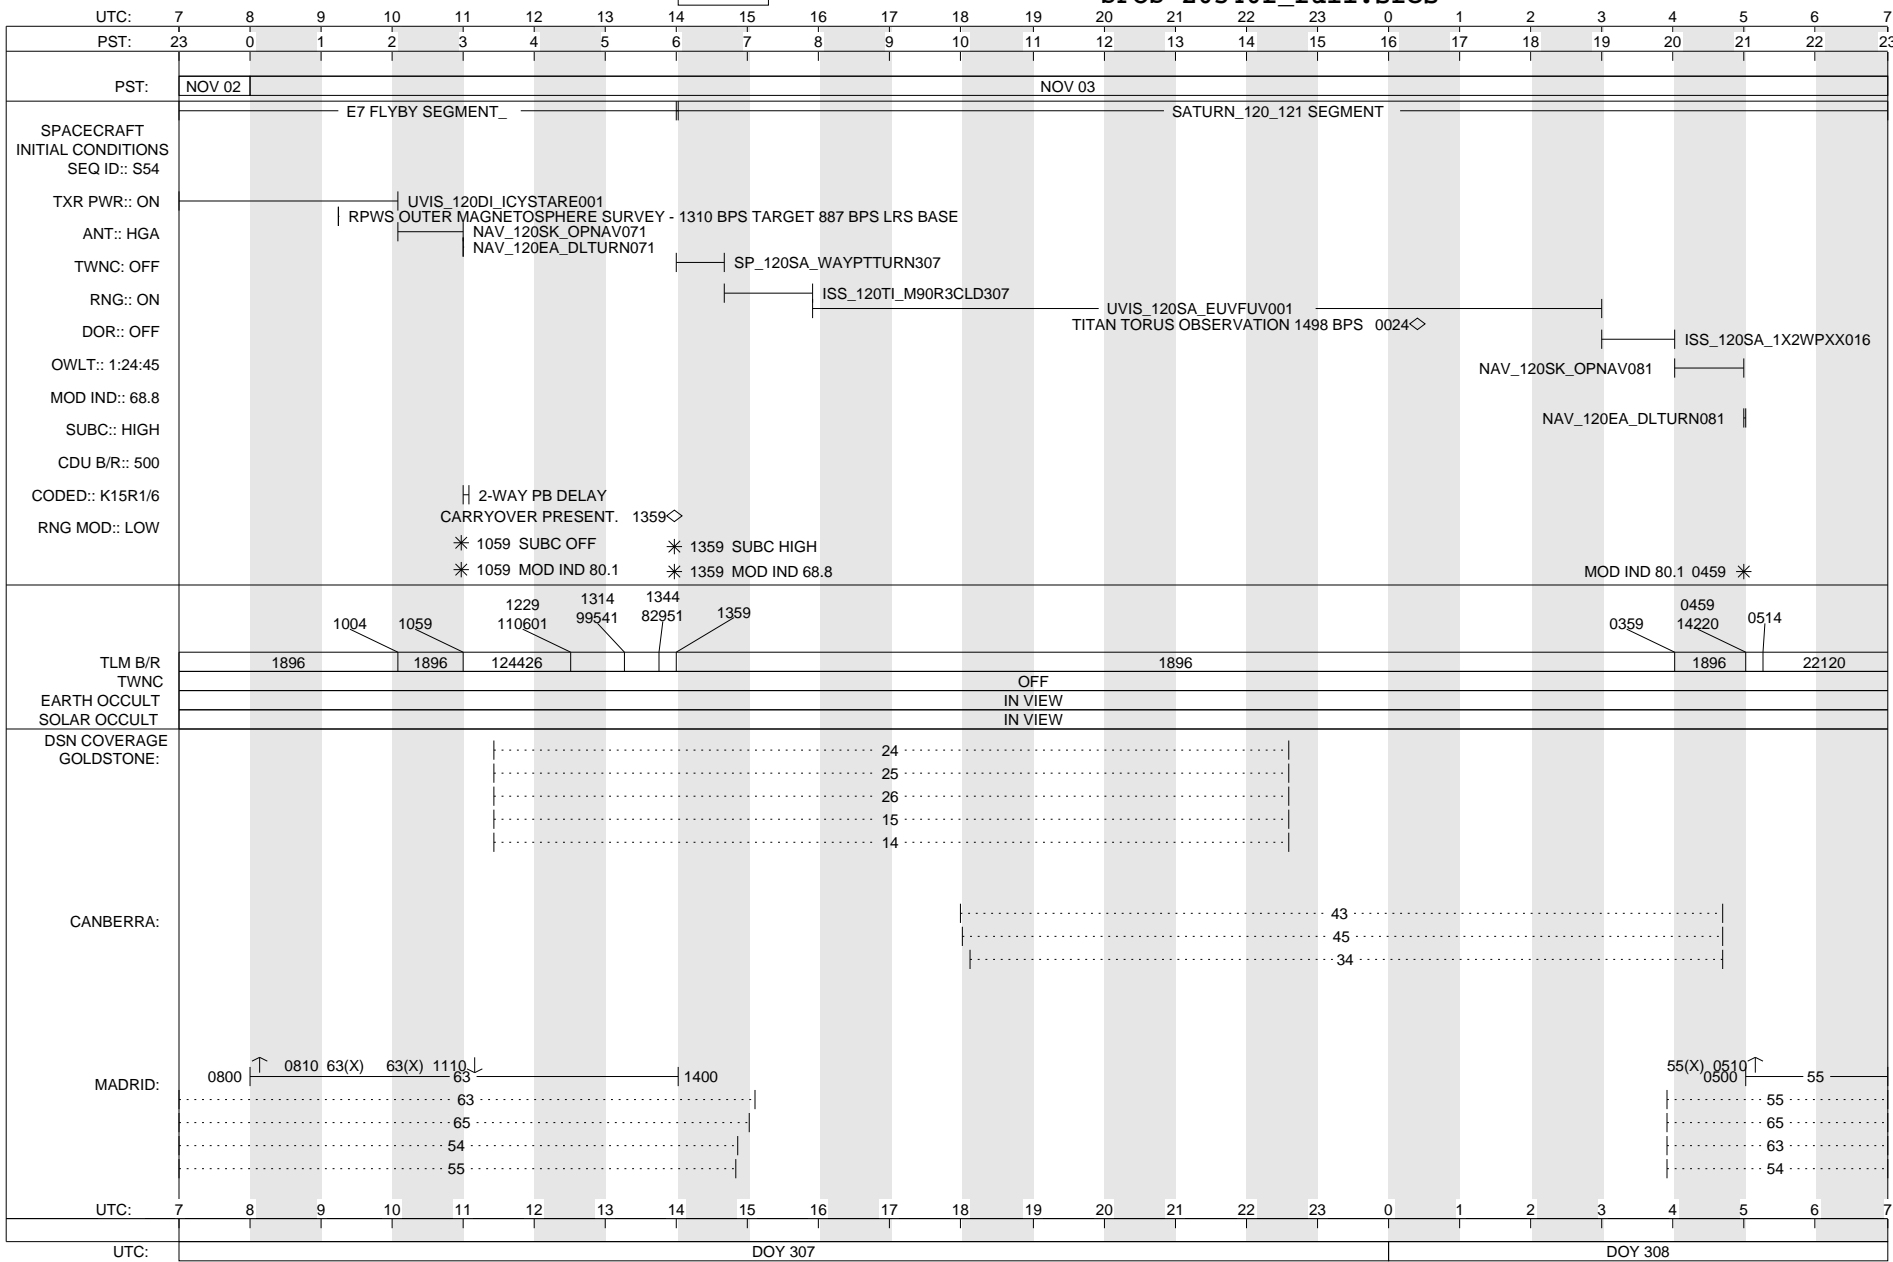 UTC: 7 8 9 10 11 12 13 14 15 16 17 18 19 20 21 22 23 0 1 2 3 4 5 6 7
PST: 23 0 1 2 3 4 5 6 7 8 9 10 11 12 13 14 15 16 17 18 19 20 21 22 23
PST: NOV 02 NOV 03
E7 FLYBY SEGMENT_ SATURN_120_121 SEGMENT
SPACECRAFT
INITIAL CONDITIONS
SEQ ID:: S54
TXR PWR:: ON UVIS_120DI_ICYSTARE001
RPWS OUTER MAGNETOSPHERE SURVEY - 1310 BPS TARGET 887 BPS LRS BASE
ANT:: HGA NAV_120SK_OPNAV071
NAV_120EA_DLTURN071
TWNC: OFF SP_120SA_WAYPTTURN307
RNG:: ON ISS_120TI_M90R3CLD307
UVIS_120SA_EUVFUV001
DOR:: OFF TITAN TORUS OBSERVATION 1498 BPS 0024
ISS_120SA_1X2WPXX016
OWLT:: 1:24:45 NAV_120SK_OPNAV081
MOD IND:: 68.8
NAV_120EA_DLTURN081
SUBC:: HIGH
CDU B/R:: 500
CODED:: K15R1/6 2-WAY PB DELAY
CARRYOVER PRESENT. 1359
RNG MOD:: LOW
1059 SUBC OFF 1359 SUBC HIGH
1059 MOD IND 80.1 1359 MOD IND 68.8 MOD IND 80.1 0459
1004 1059 1229 1314 1344 1359 0359 0459 0514
110601 99541 82951 14220
TLM B/R 1896 1896 124426 1896 1896 22120
TWNC OFF
EARTH OCCULT IN VIEW
SOLAR OCCULT IN VIEW
DSN COVERAGE
GOLDSTONE: 24
25
26
15
14
CANBERRA: 43
45
34
0810 63(X) 63(X) 1110 55(X) 0510
MADRID: 0800 63 1400 0500 55
63 55
65 65
54 63
55 54
UTC: 7 8 9 10 11 12 13 14 15 16 17 18 19 20 21 22 23 0 1 2 3 4 5 6 7
UTC: DOY 307 DOY 308